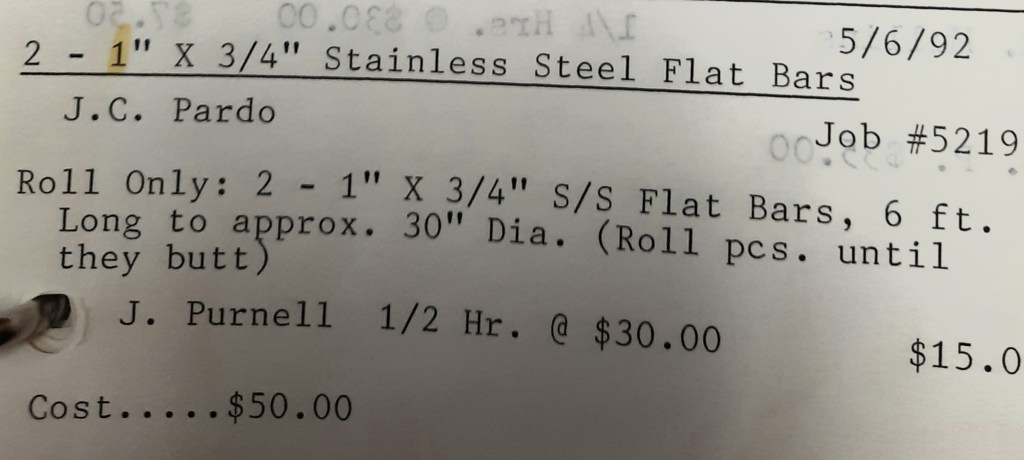 2 - 1" X 3/4" Stainless Steel Flat Bars 5/6/92
J.C. Pardo Job #5219
Roll Only: 2 - 1" X 3/4" S/S Flat Bars, 6 ft.
Long to approx. 30" Dia. (Roll pcs. until
they butt)
J. Purnell 1/2 Hr. @ $30.00 $15.0
Cost.....$50.00